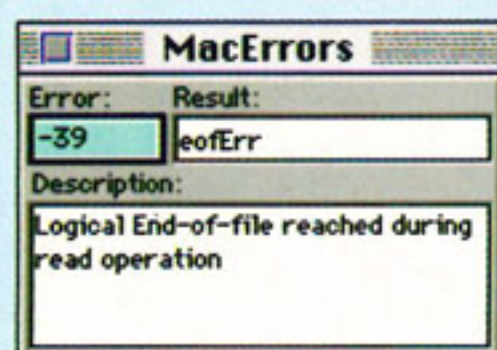 MacErrors
Error: Result:
-39 eofErr
Description:
Logical End-of-file reached during
read operation